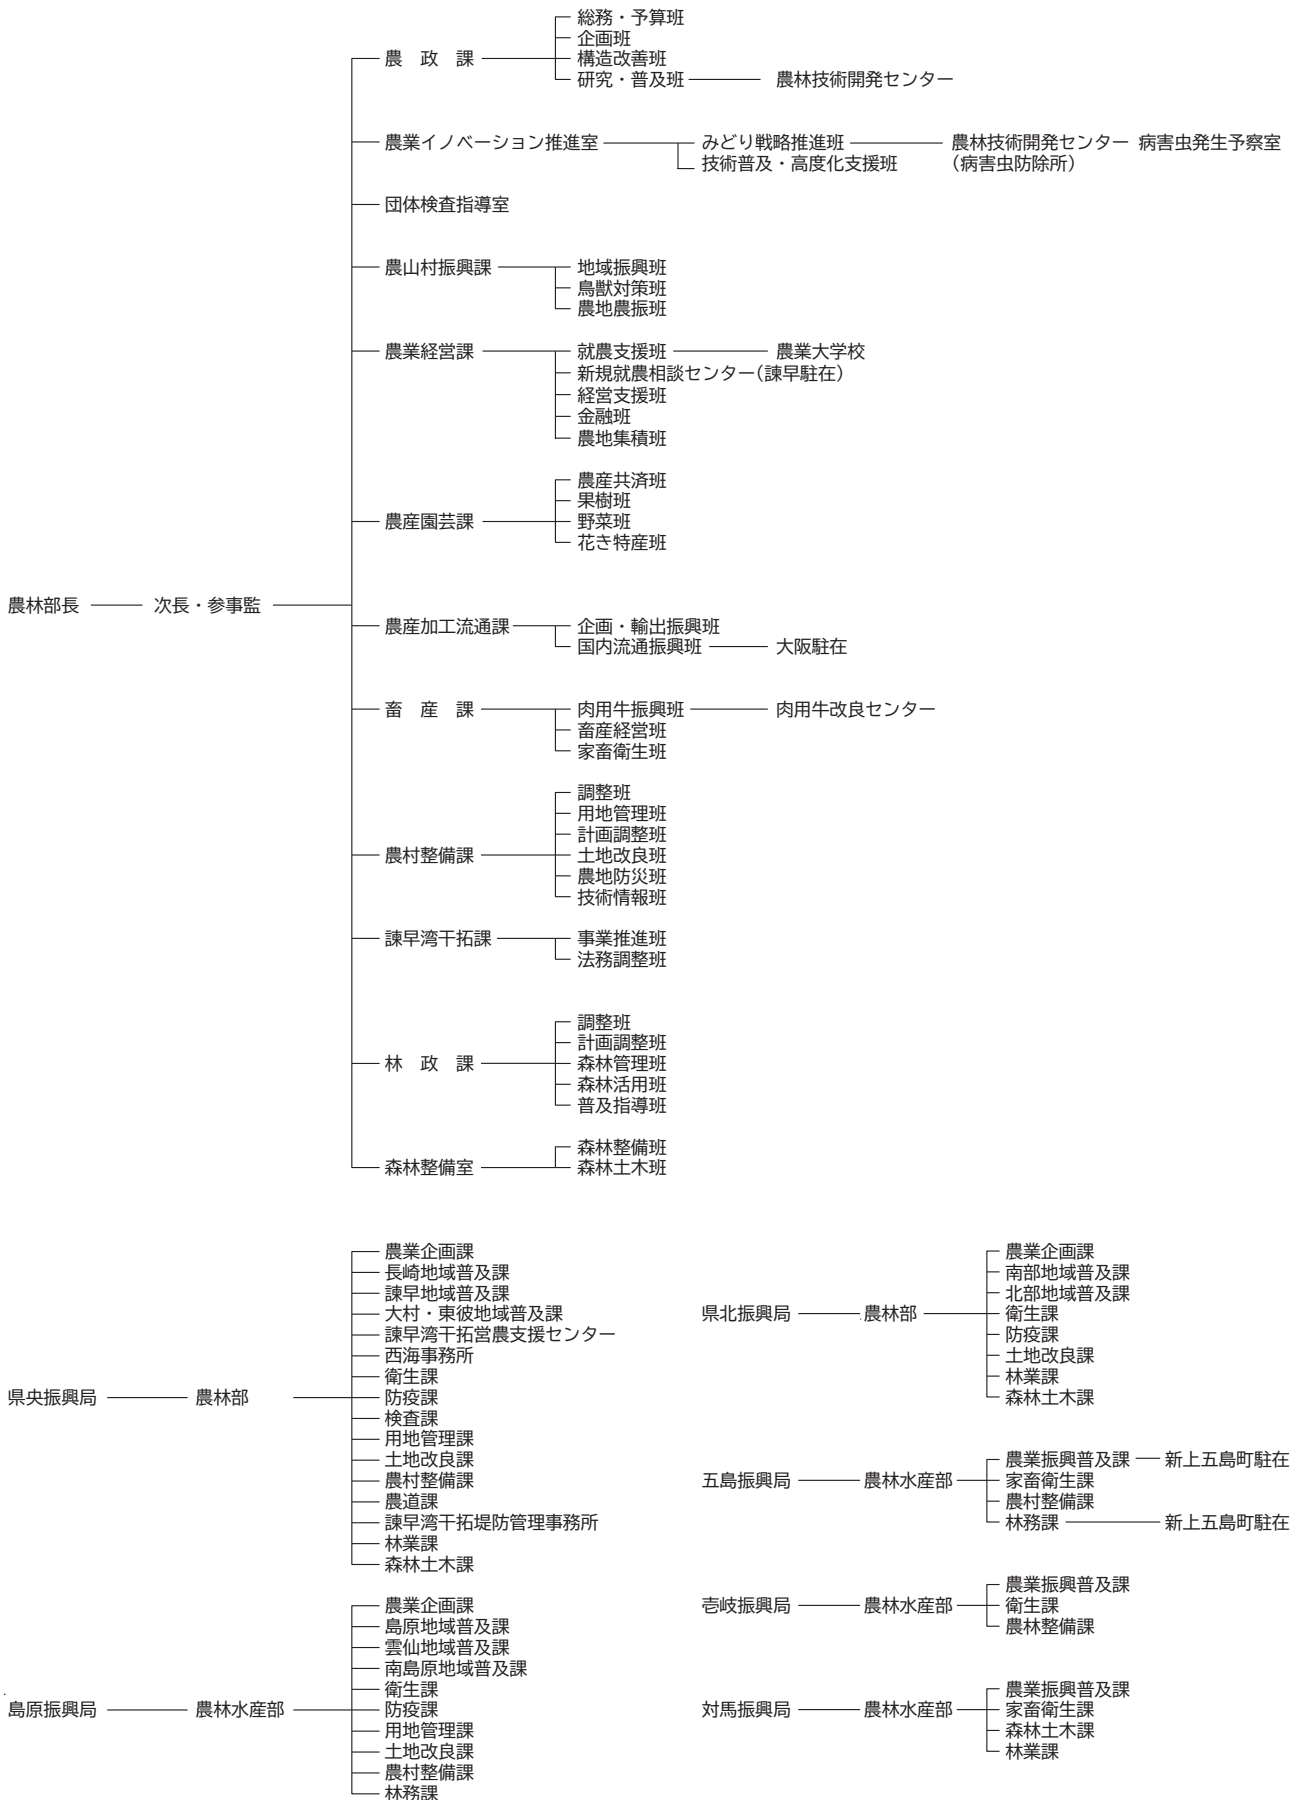 農林部長
次長・参事監
農　政　課
総務・予算班
企画班
構造改善班
研究・普及班
農林技術開発センター
農業イノベーション推進室
みどり戦略推進班
農林技術開発センター 病害虫発生予察室
(病害虫防除所)
技術普及・高度化支援班
団体検査指導室
農山村振興課
地域振興班
鳥獣対策班
農地農振班
農業経営課
就農支援班
農業大学校
新規就農相談センター(諫早駐在)
経営支援班
金融班
農地集積班
農産園芸課
農産共済班
果樹班
野菜班
花き特産班
農産加工流通課
企画・輸出振興班
国内流通振興班
大阪駐在
畜　産　課
肉用牛振興班
肉用牛改良センター
畜産経営班
家畜衛生班
農村整備課
調整班
用地管理班
計画調整班
土地改良班
農地防災班
技術情報班
諫早湾干拓課
事業推進班
法務調整班
林　政　課
調整班
計画調整班
森林管理班
森林活用班
普及指導班
森林整備室
森林整備班
森林土木班
県央振興局
農林部
農業企画課
長崎地域普及課
諫早地域普及課
大村・東彼地域普及課
諫早湾干拓営農支援センター
西海事務所
衛生課
防疫課
検査課
用地管理課
土地改良課
農村整備課
農道課
諫早湾干拓堤防管理事務所
林業課
森林土木課
島原振興局
農林水産部
農業企画課
島原地域普及課
雲仙地域普及課
南島原地域普及課
衛生課
防疫課
用地管理課
土地改良課
農村整備課
林務課
県北振興局
農林部
農業企画課
南部地域普及課
北部地域普及課
衛生課
防疫課
土地改良課
林業課
森林土木課
五島振興局
農林水産部
農業振興普及課
新上五島町駐在
家畜衛生課
農村整備課
林務課
新上五島町駐在
壱岐振興局
農林水産部
農業振興普及課
衛生課
農林整備課
対馬振興局
農林水産部
農業振興普及課
家畜衛生課
森林土木課
林業課